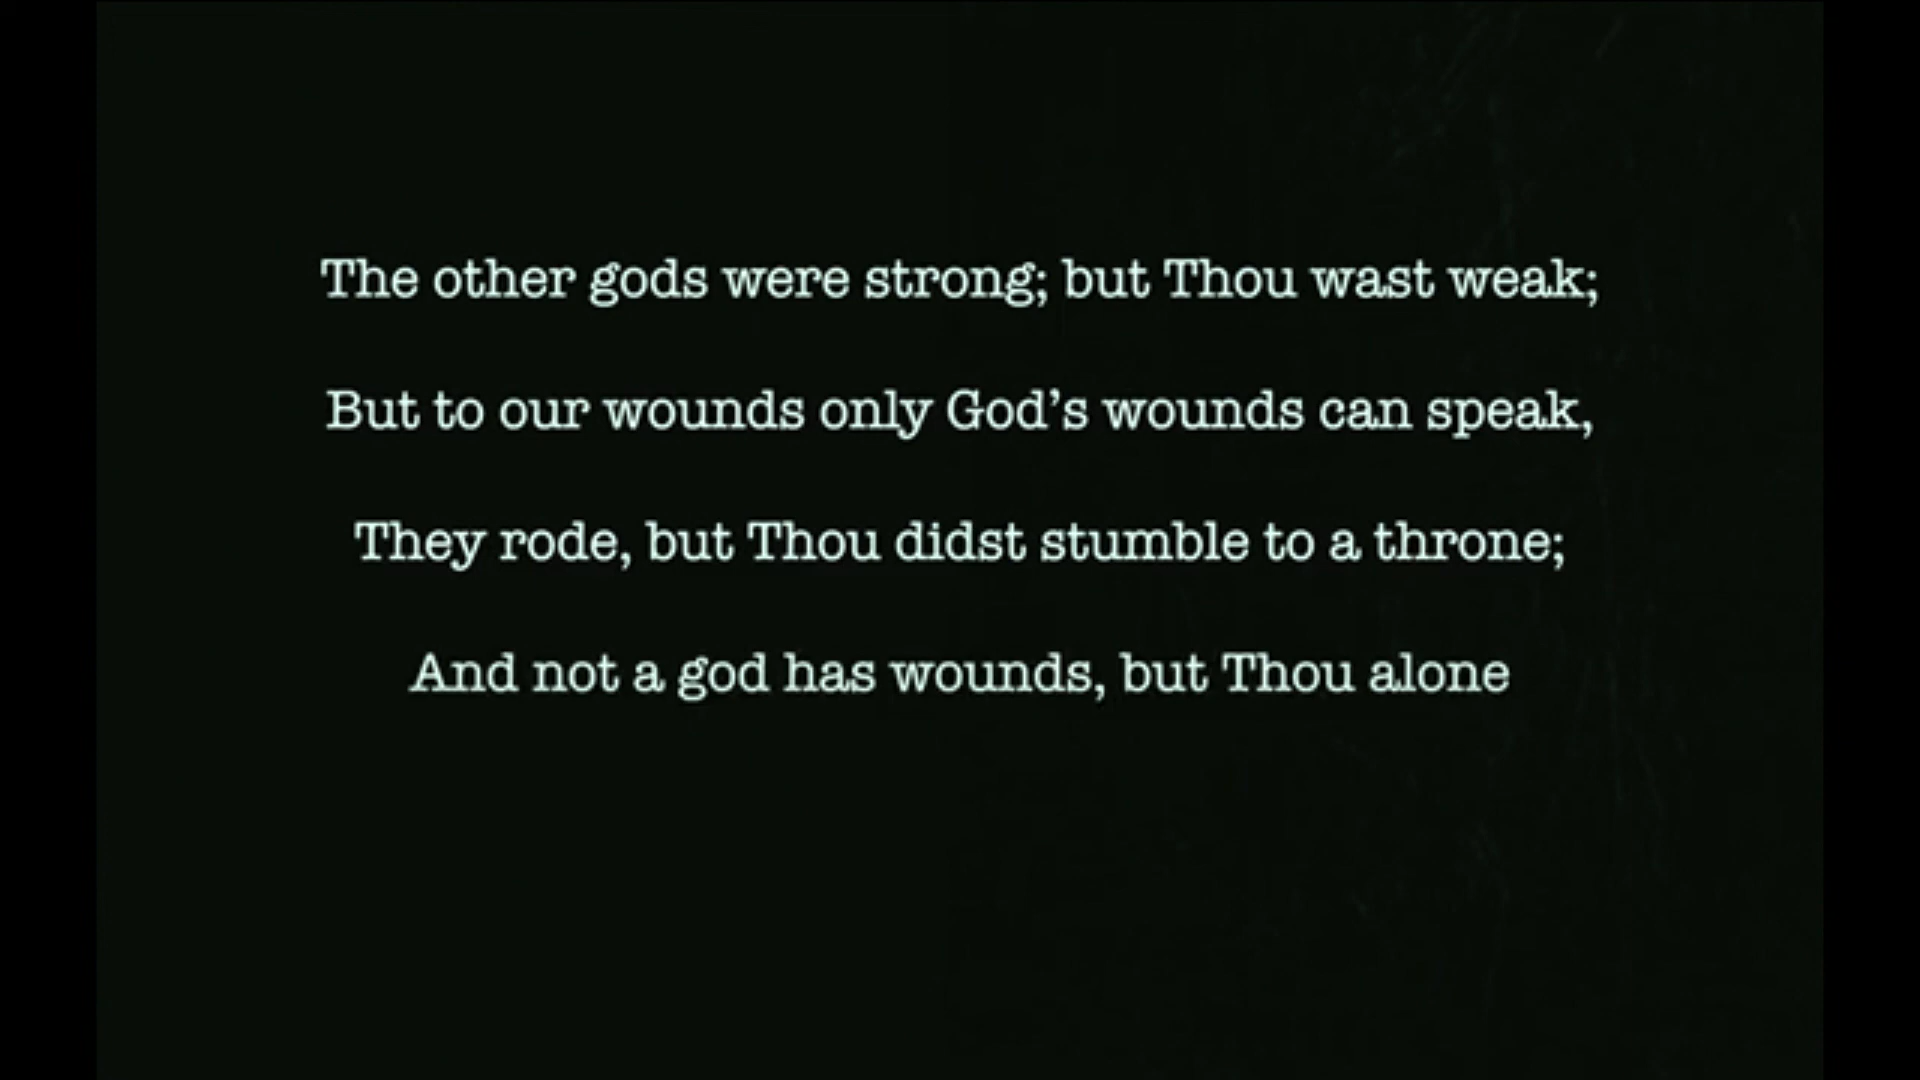 The other gods were strong; but Thou wast weak;
But to our wounds only God’s wounds can speak,
They rode, but Thou didst stumble to a throne;
And not a god has wounds, but Thou alone